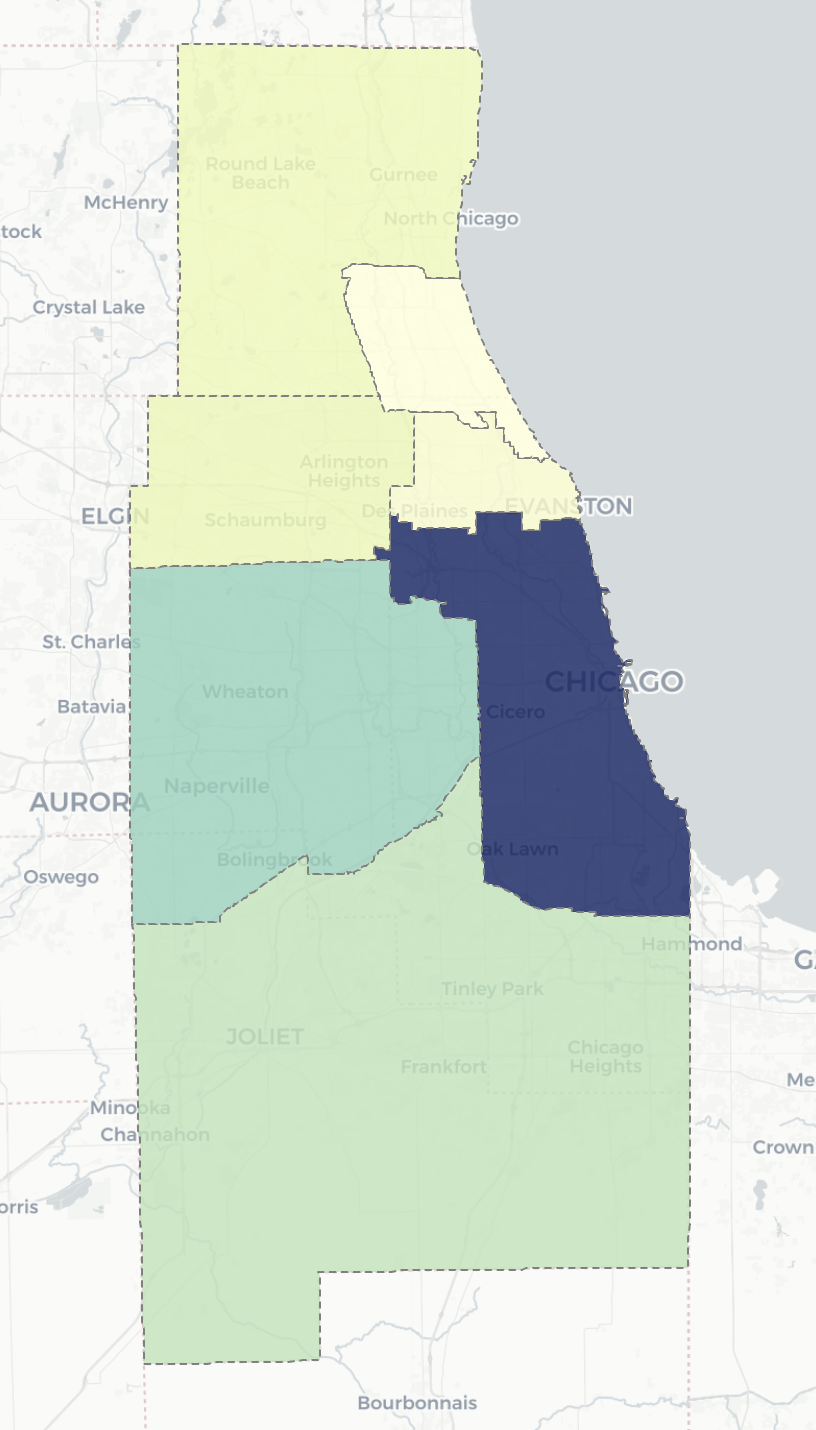 Round Lake
Beach
Gurnee
McHenry
North Chicago
tock
Crystal Lake
Arlington
Heights
Des Plaines
EVANSTON
ELGIN
Schaumburg
St. Charles
CHICAGO
Wheaton
Batavia
Cicero
Naperville
AURORA
Oak Lawn
Bolingbrook
Oswego
Hammond
GA
Tinley Park
JOLIET
Chicago
Heights
Frankfort
Me
Minooka
Channahon
Crown
orris
Bourbonnais